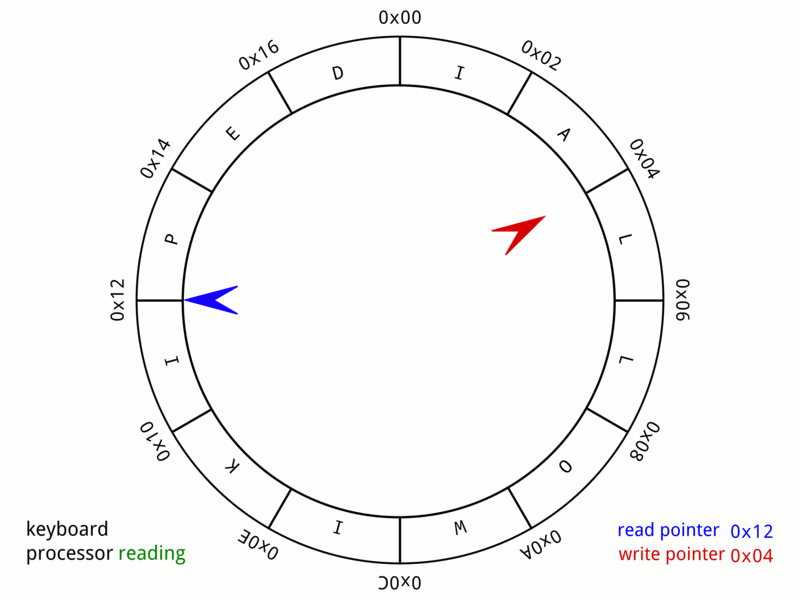 0x00
0x02
0x04
0x06
0x08
0x0A
0x0C
0x0E
0x10
0x12
0x14
0x16
I
A
L
L
O
W
I
K
I
P
E
D
keyboard
processor reading
read pointer 0x12
write pointer 0x04